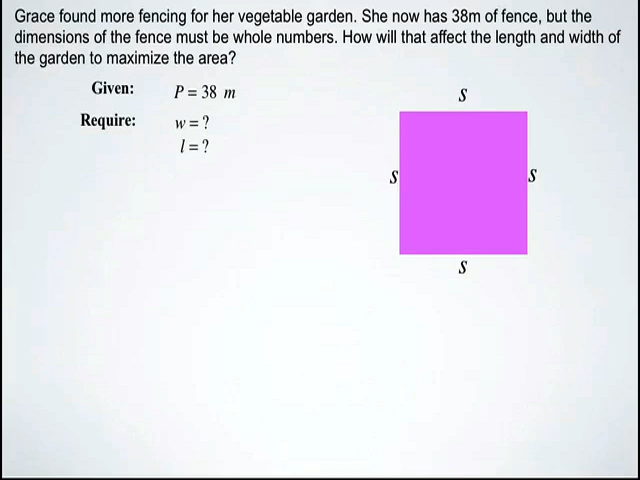 Grace found more fencing for her vegetable garden. She now has 38m of fence, but the
dimensions of the fence must be whole numbers. How will that affect the length and width of
the garden to maximize the area?
Given: P = 38 m
Require: w = ?
l = ?
s
s s
s